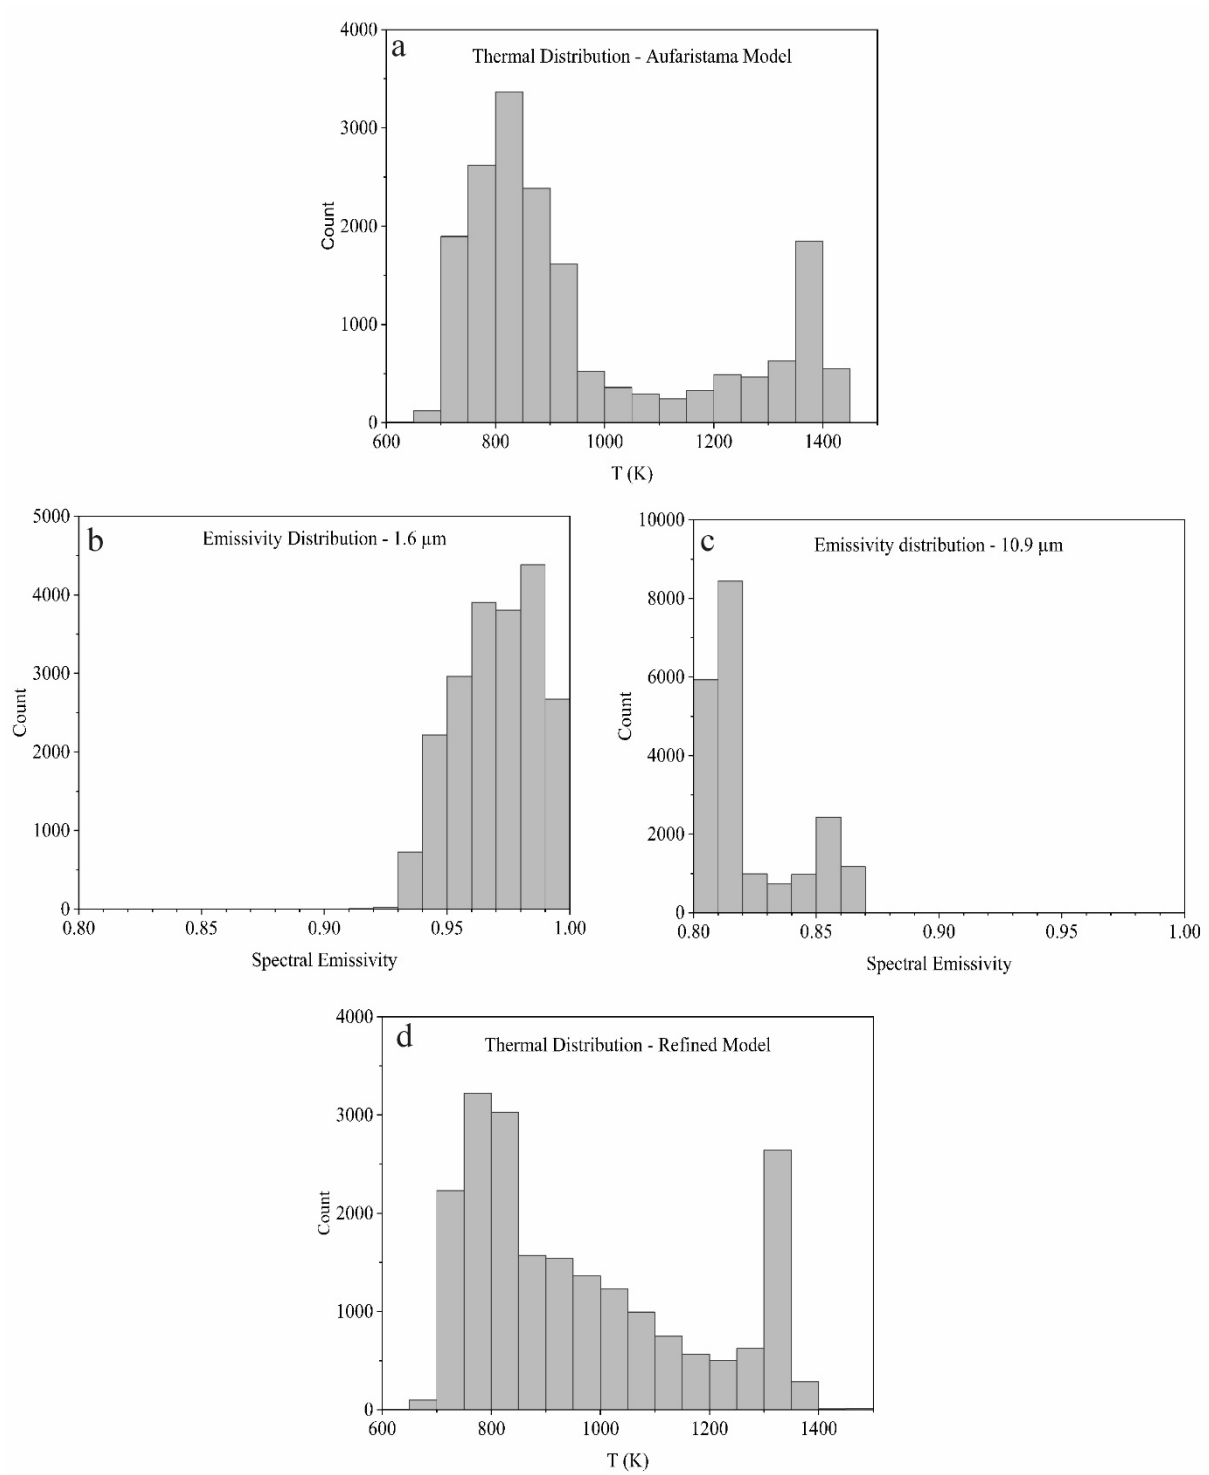 a
Thermal Distribution - Aufaristama Model
4000
3000
2000
1000
0
Count
600 800 1000 1200 1400
T (K)
b
Emissivity Distribution - 1.6 µm
5000
4000
3000
2000
1000
0
Count
0.80 0.85 0.90 0.95 1.00
Spectral Emissivity
c
Emissivity distribution - 10.9 µm
10000
8000
6000
4000
2000
0
Count
0.80 0.85 0.90 0.95 1.00
Spectral Emissivity
d
Thermal Distribution - Refined Model
4000
3000
2000
1000
0
Count
600 800 1000 1200 1400
T (K)